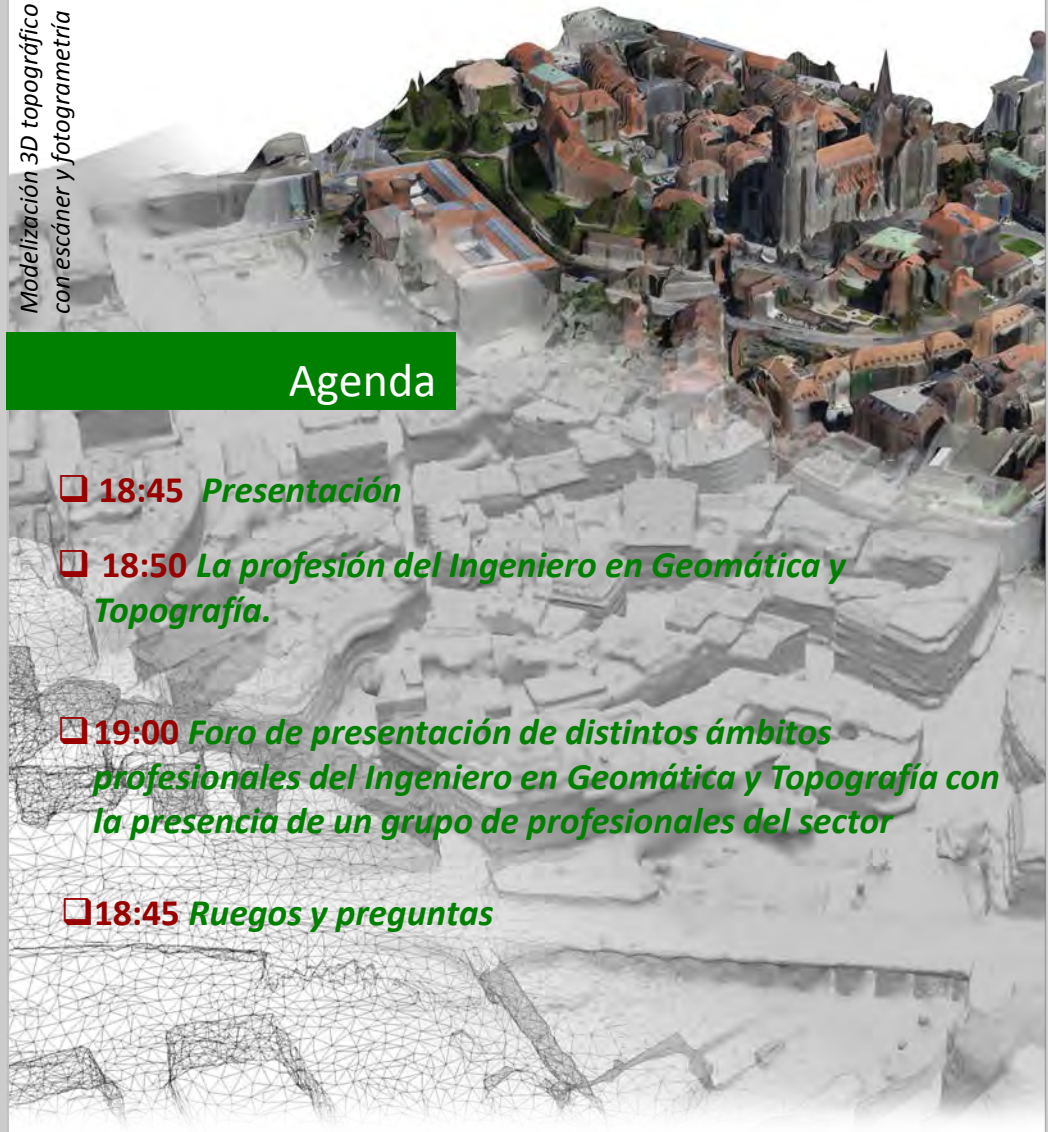 Modelización 3D topográfico
con escáner y fotogrametría
Agenda
❑ 18:45 Presentación
❑ 18:50 La profesión del Ingeniero en Geomática y
Topografía.
❑ 19:00 Foro de presentación de distintos ámbitos
profesionales del Ingeniero en Geomática y Topografía con
la presencia de un grupo de profesionales del sector
❑ 18:45 Ruegos y preguntas